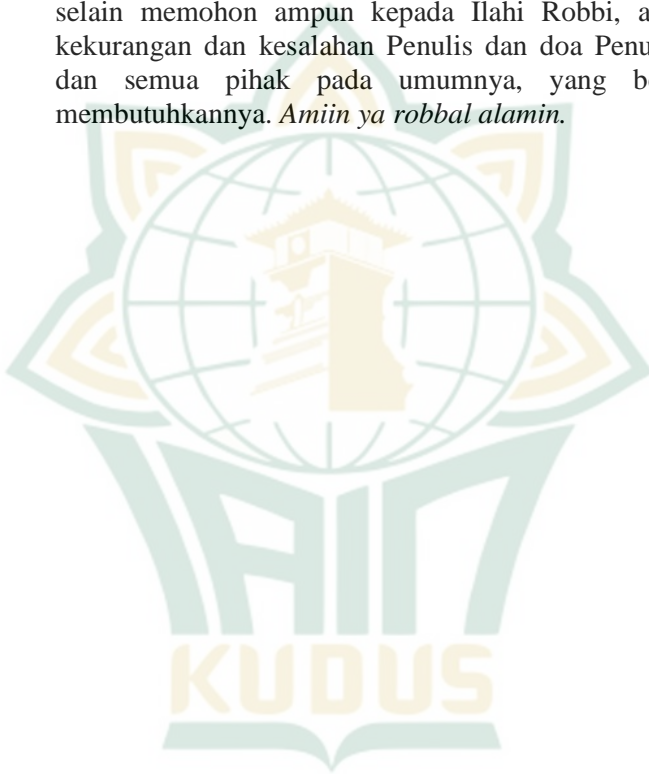 selain memohon ampun kepada Ilahi Robbi, a
kekurangan dan kesalahan Penulis dan doa Penu
dan semua pihak pada umumnya, yang be
membutuhkannya. Amiin ya robbal alamin.
IAIN
KUDUS